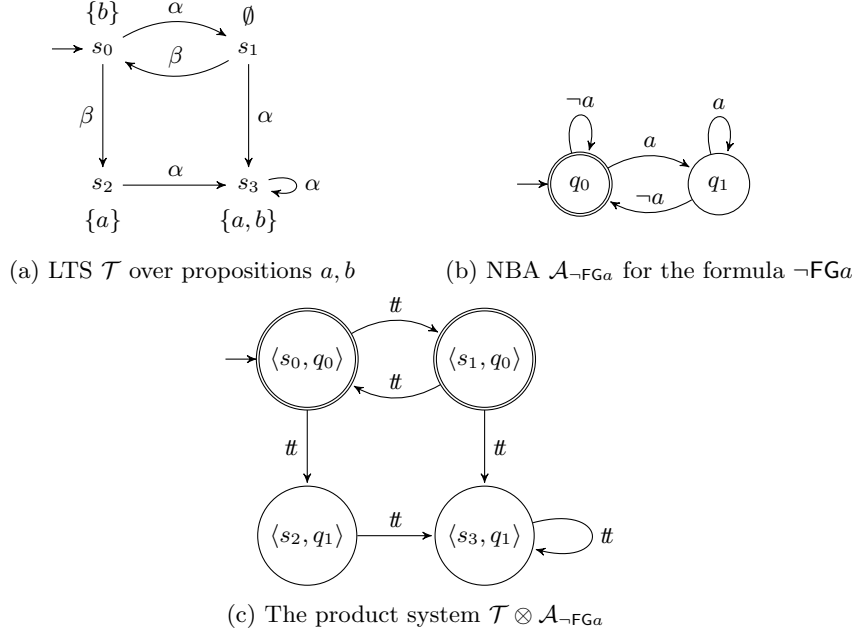 {b} α ∅
s₀ β s₁
β α
s₂ α s₃ α
{a} {a, b}
¬a a
a
q₀ q₁
¬a
(a) LTS 𝒯 over propositions a, b
(b) NBA 𝒜¬FGa for the formula ¬FGa
tt
⟨s₀, q₀⟩ ⟨s₁, q₀⟩
tt
tt tt
tt
⟨s₂, q₁⟩ ⟨s₃, q₁⟩ tt
(c) The product system 𝒯 ⊗ 𝒜¬FGa